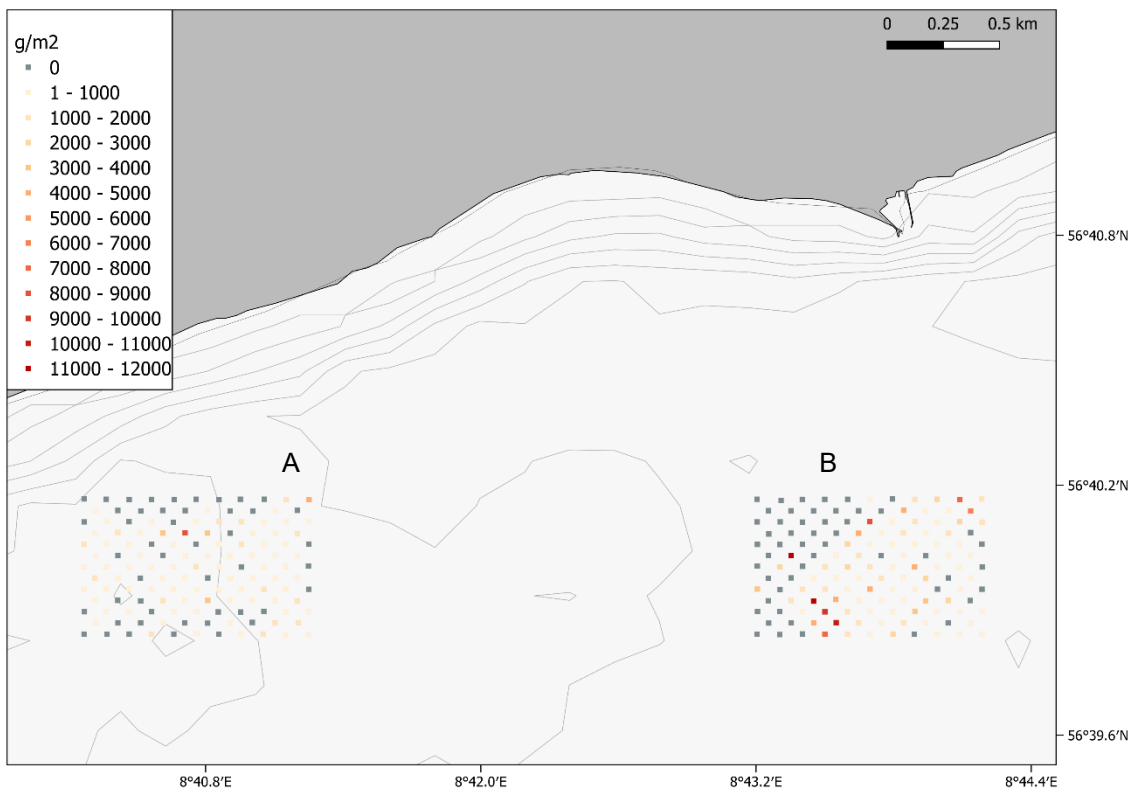 0 0.25 0.5 km
g/m2
0
1 - 1000
1000 - 2000
2000 - 3000
3000 - 4000
4000 - 5000
5000 - 6000
6000 - 7000
7000 - 8000
8000 - 9000
9000 - 10000
10000 - 11000
11000 - 12000
56°40.8′N
A B
56°40.2′N
56°39.6′N
8°40.8′E 8°42.0′E 8°43.2′E 8°44.4′E